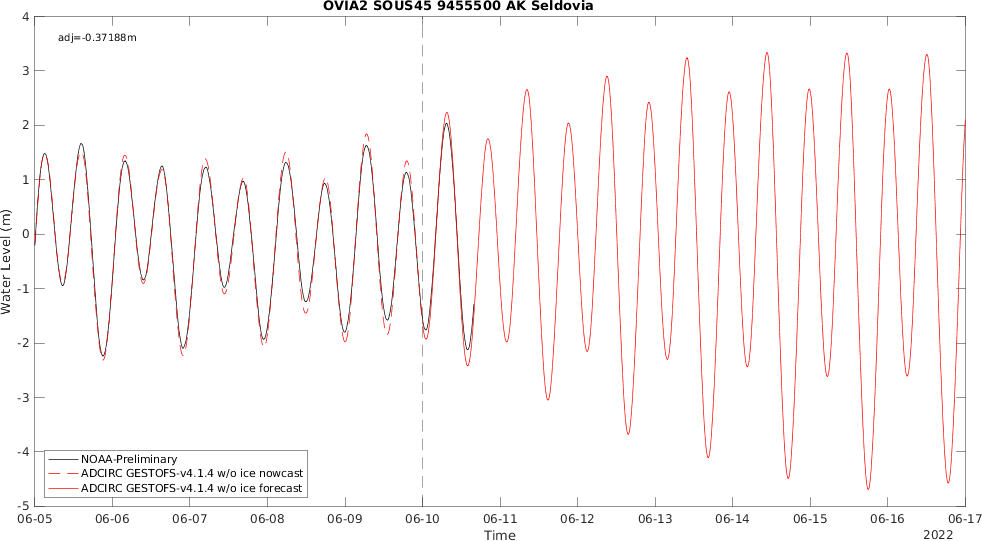 OVIA2 SOUS45 9455500 AK Seldovia
adj=-0.37188m
4
3
2
1
0
-1
-2
-3
-4
-5
Water Level (m)
NOAA-Preliminary
ADCIRC GESTOFS-v4.1.4 w/o ice nowcast
ADCIRC GESTOFS-v4.1.4 w/o ice forecast
06-05 06-06 06-07 06-08 06-09 06-10 06-11 06-12 06-13 06-14 06-15 06-16 06-17
Time
2022